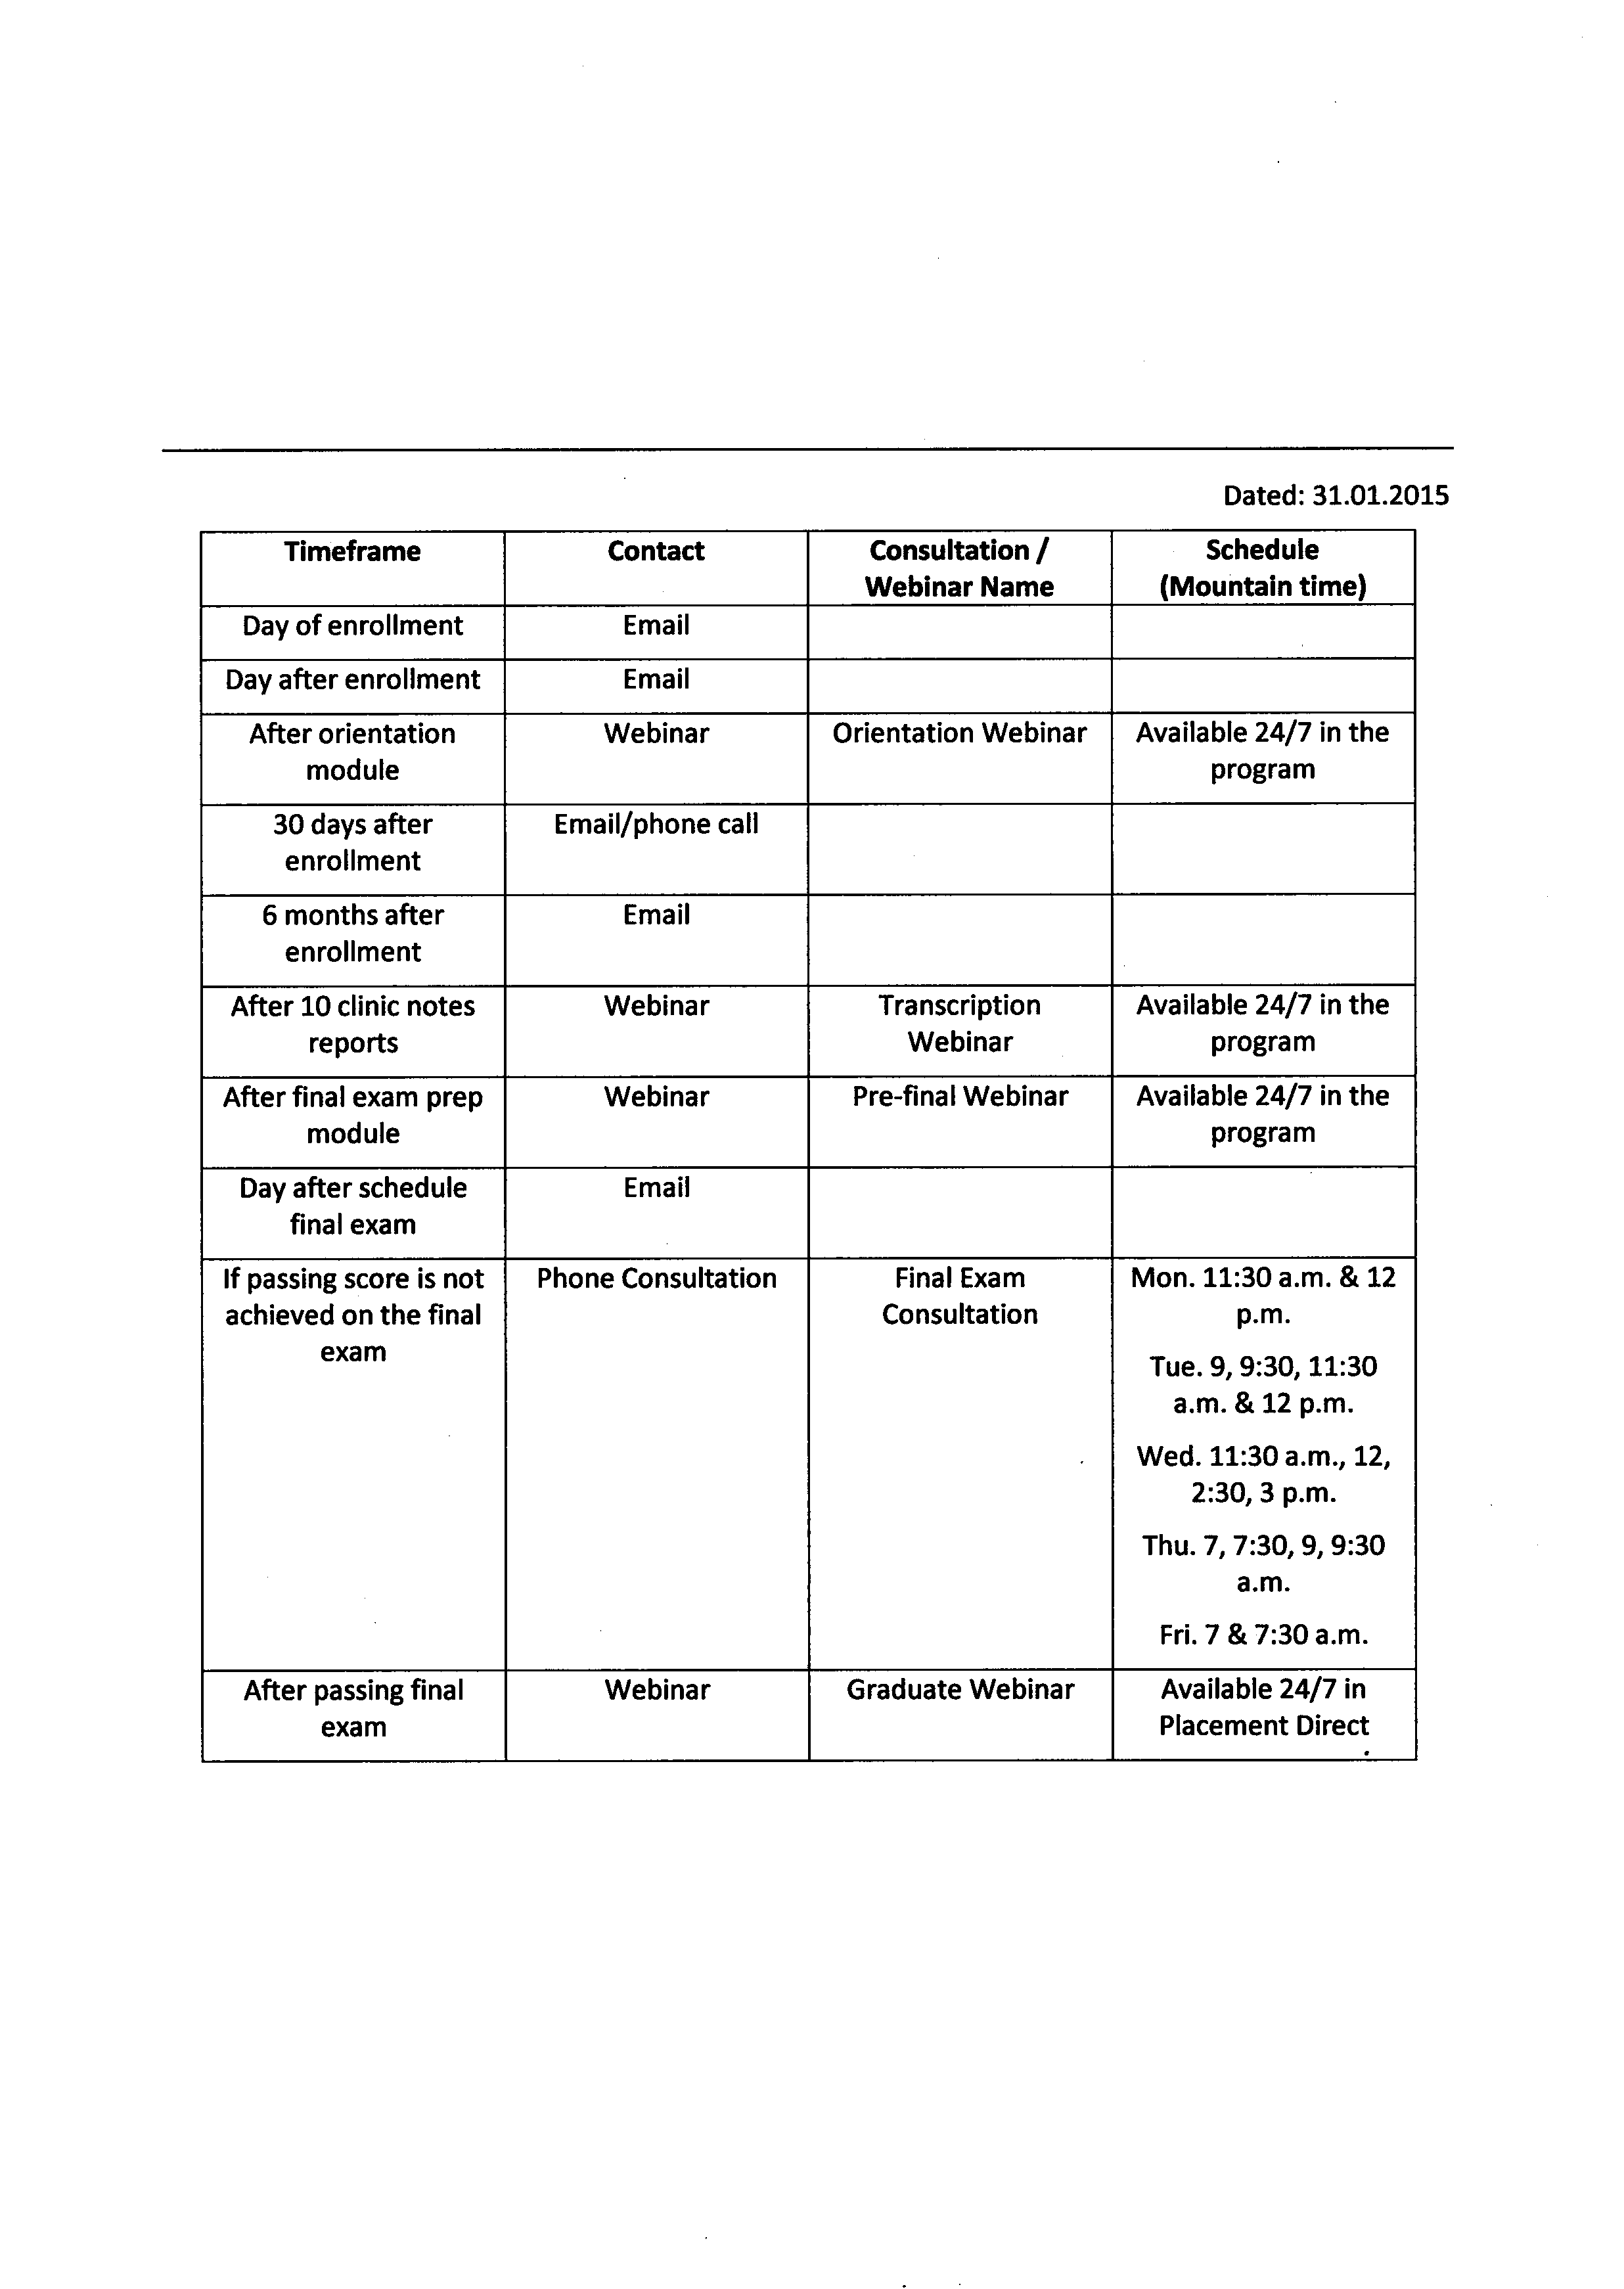 Dated: 31.01.2015
Timeframe
Contact
Consultation /
Webinar Name
Schedule
(Mountain time)
Day of enrollment
Email
Day after enrollment
Email
After orientation
module
Webinar
Orientation Webinar
Available 24/7 in the
program
30 days after
enrollment
Email/phone call
6 months after
enrollment
Email
After 10 clinic notes
reports
Webinar
Transcription
Webinar
Available 24/7 in the
program
After final exam prep
module
Webinar
Pre-final Webinar
Available 24/7 in the
program
Day after schedule
final exam
Email
If passing score is not
achieved on the final
exam
Phone Consultation
Final Exam
Consultation
Mon. 11:30 a.m. & 12
p.m.
Tue. 9, 9:30, 11:30
a.m. & 12 p.m.
Wed. 11:30 a.m., 12,
2:30, 3 p.m.
Thu. 7, 7:30, 9, 9:30
a.m.
Fri. 7 & 7:30 a.m.
After passing final
exam
Webinar
Graduate Webinar
Available 24/7 in
Placement Direct